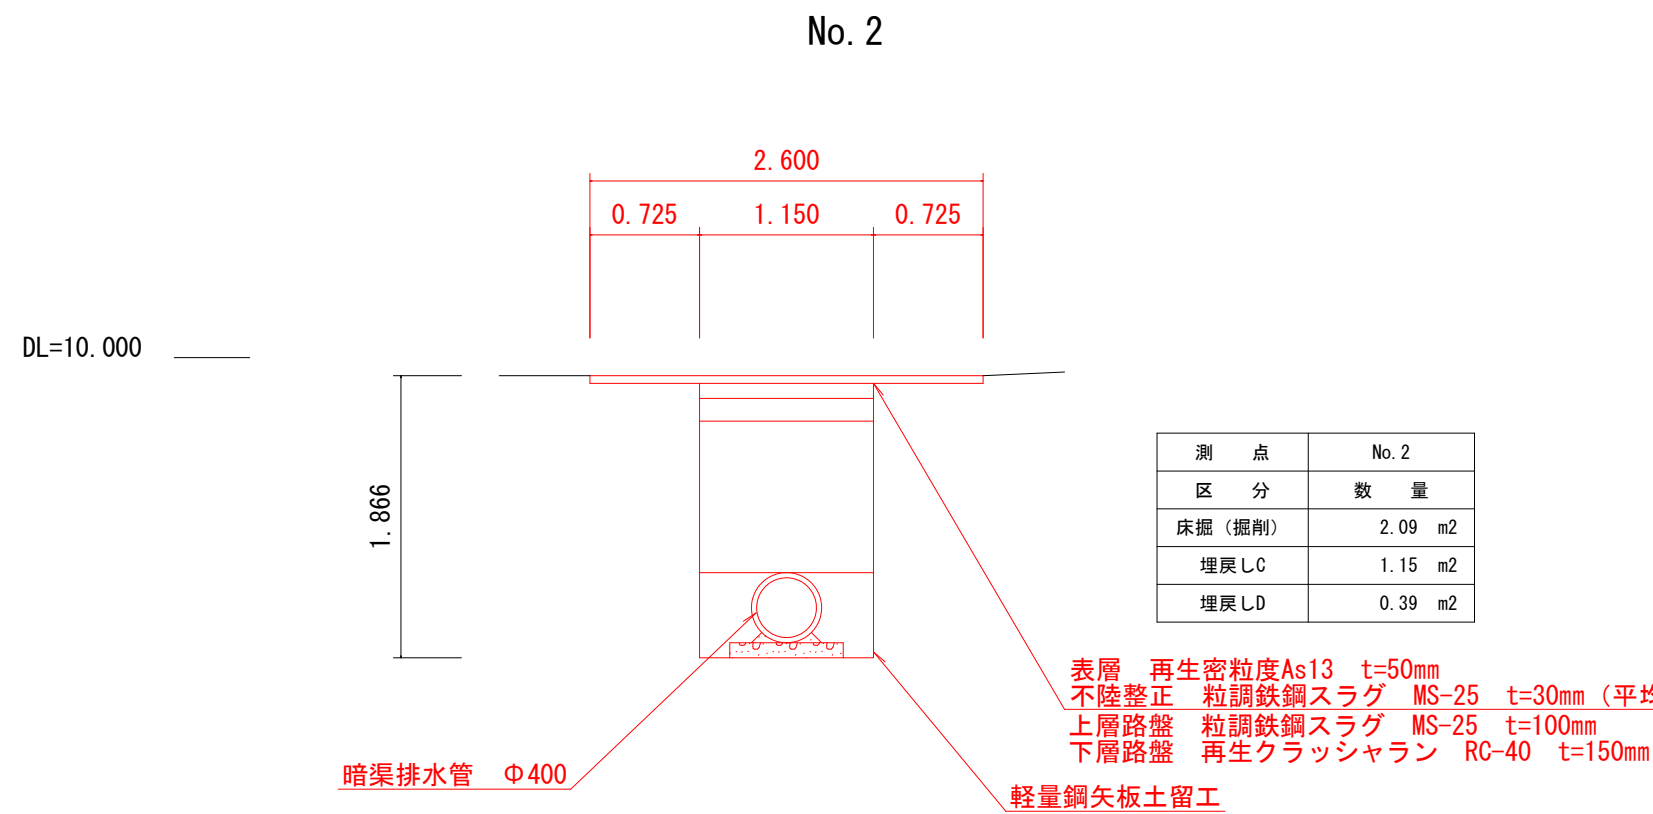 No. 2
2.600
0.725 1.150 0.725
DL=10.000
1.866
測　点 No. 2
区　分 数　量
床掘（掘削） 2.09 m2
埋戻しC 1.15 m2
埋戻しD 0.39 m2
表層　再生密粒度As13　t=50mm
不陸整正　粒調鉄鋼スラグ　MS-25　t=30mm（平均
上層路盤　粒調鉄鋼スラグ　MS-25　t=100mm
下層路盤　再生クラッシャラン　RC-40　t=150mm
暗渠排水管　Φ400
軽量鋼矢板土留工